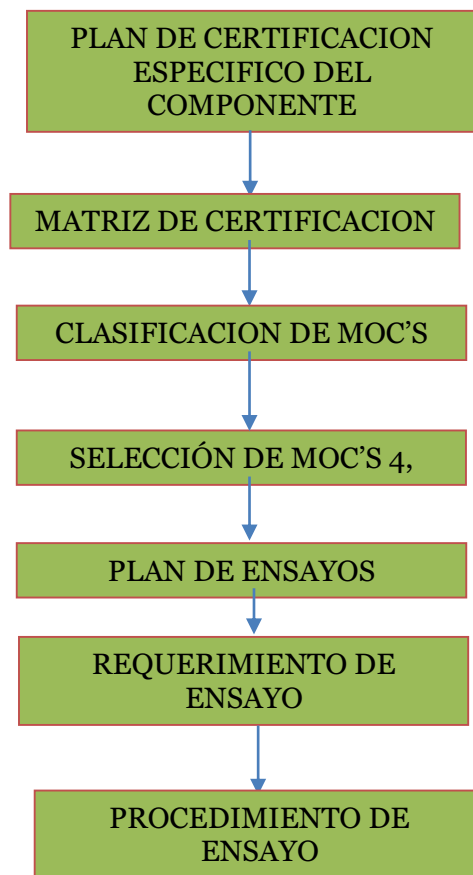 PLAN DE CERTIFICACION
ESPECIFICO DEL
COMPONENTE
MATRIZ DE CERTIFICACION
CLASIFICACION DE MOC’S
SELECCIÓN DE MOC’S 4,
PLAN DE ENSAYOS
REQUERIMIENTO DE
ENSAYO
PROCEDIMIENTO DE
ENSAYO